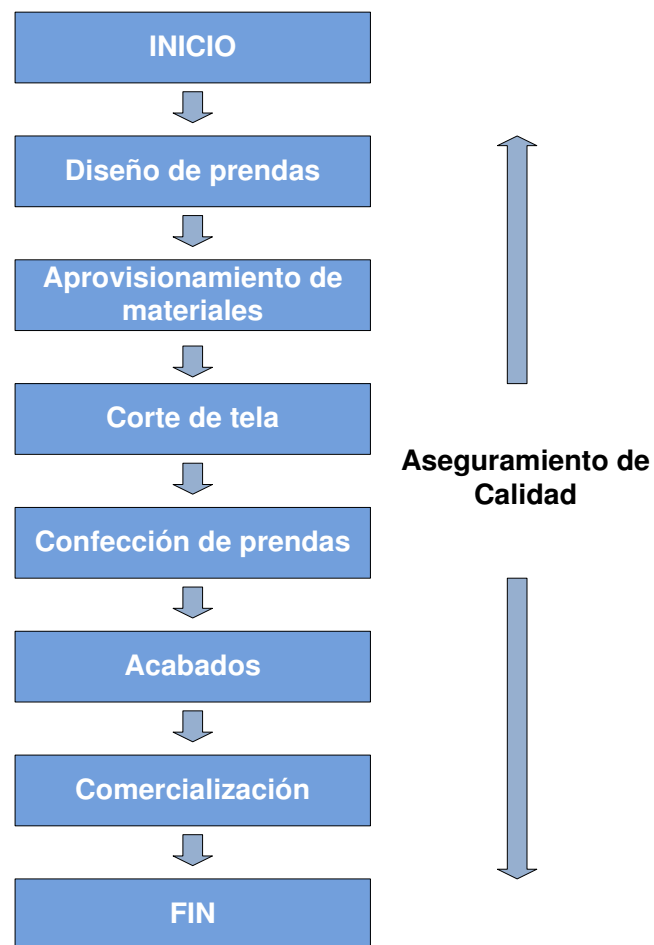 INICIO
Diseño de prendas
Aprovisionamiento de
materiales
Corte de tela
Aseguramiento de
Calidad
Confección de prendas
Acabados
Comercialización
FIN